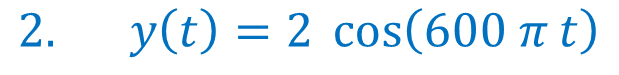 2. y(t) = 2 cos(600 π t)